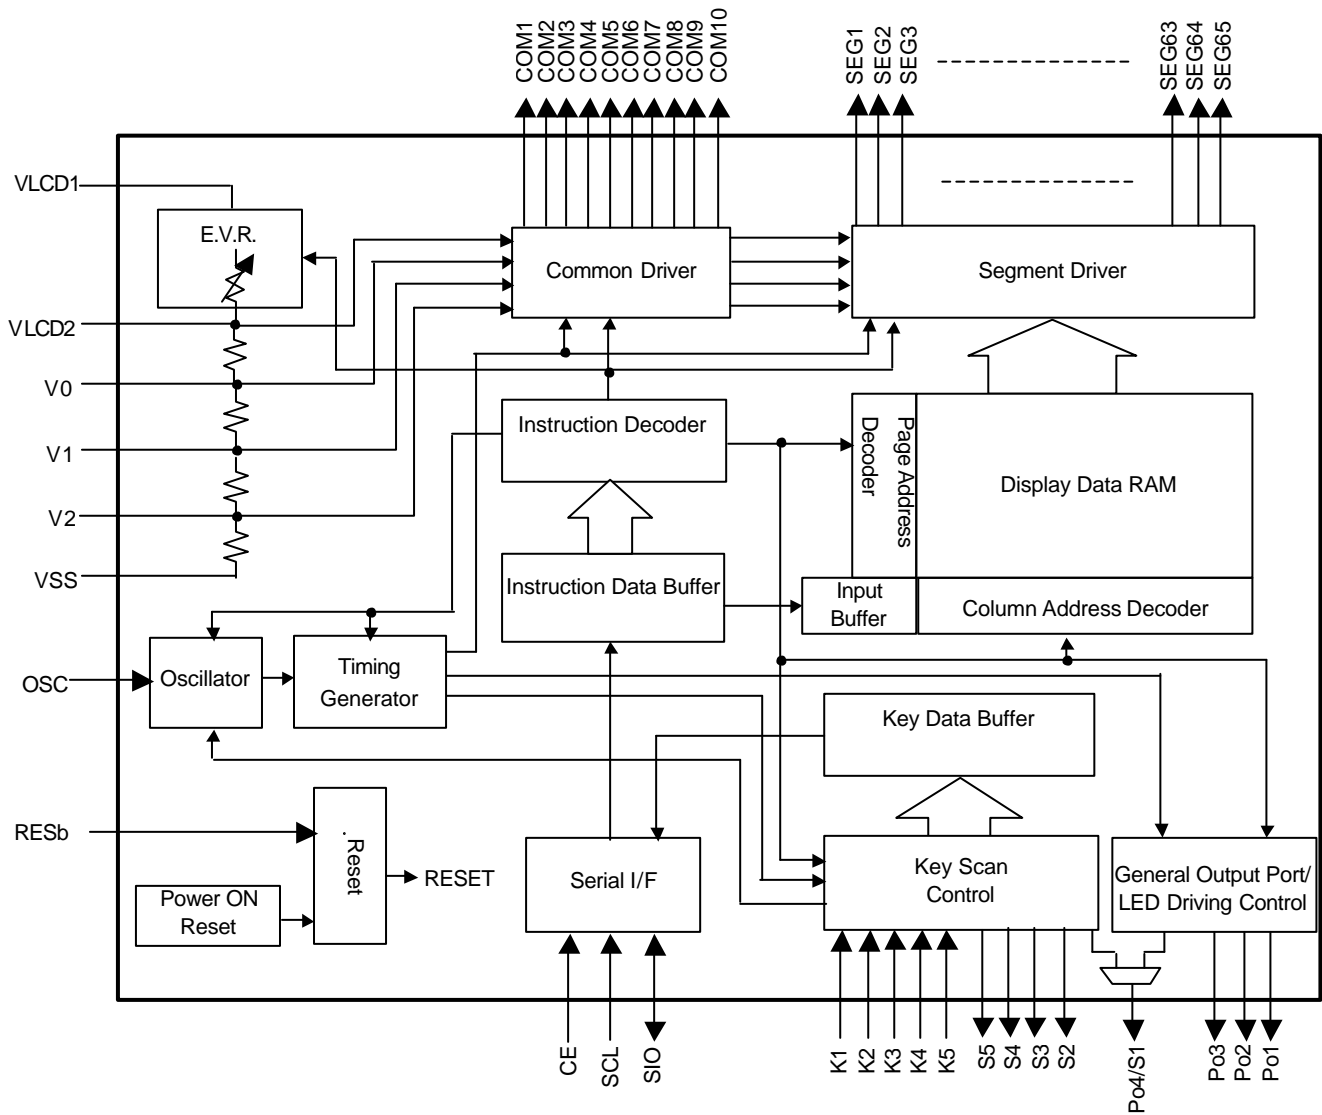 COM1
COM2
COM3
COM4
COM5
COM6
COM7
COM8
COM9
COM10
SEG1
SEG2
SEG3
SEG63
SEG64
SEG65
VLCD1
E.V.R.
Common Driver
Segment Driver
VLCD2
V0
V1
V2
VSS
Instruction Decoder
Page Address
Decoder
Display Data RAM
Instruction Data Buffer
Input
Buffer
Column Address Decoder
OSC
Oscillator
Timing
Generator
Key Data Buffer
RESb
.Reset
RESET
Power ON
Reset
Serial I/F
Key Scan
Control
General Output Port/
LED Driving Control
CE
SCL
SIO
K1
K2
K3
K4
K5
S5
S4
S3
S2
Po4/S1
Po3
Po2
Po1